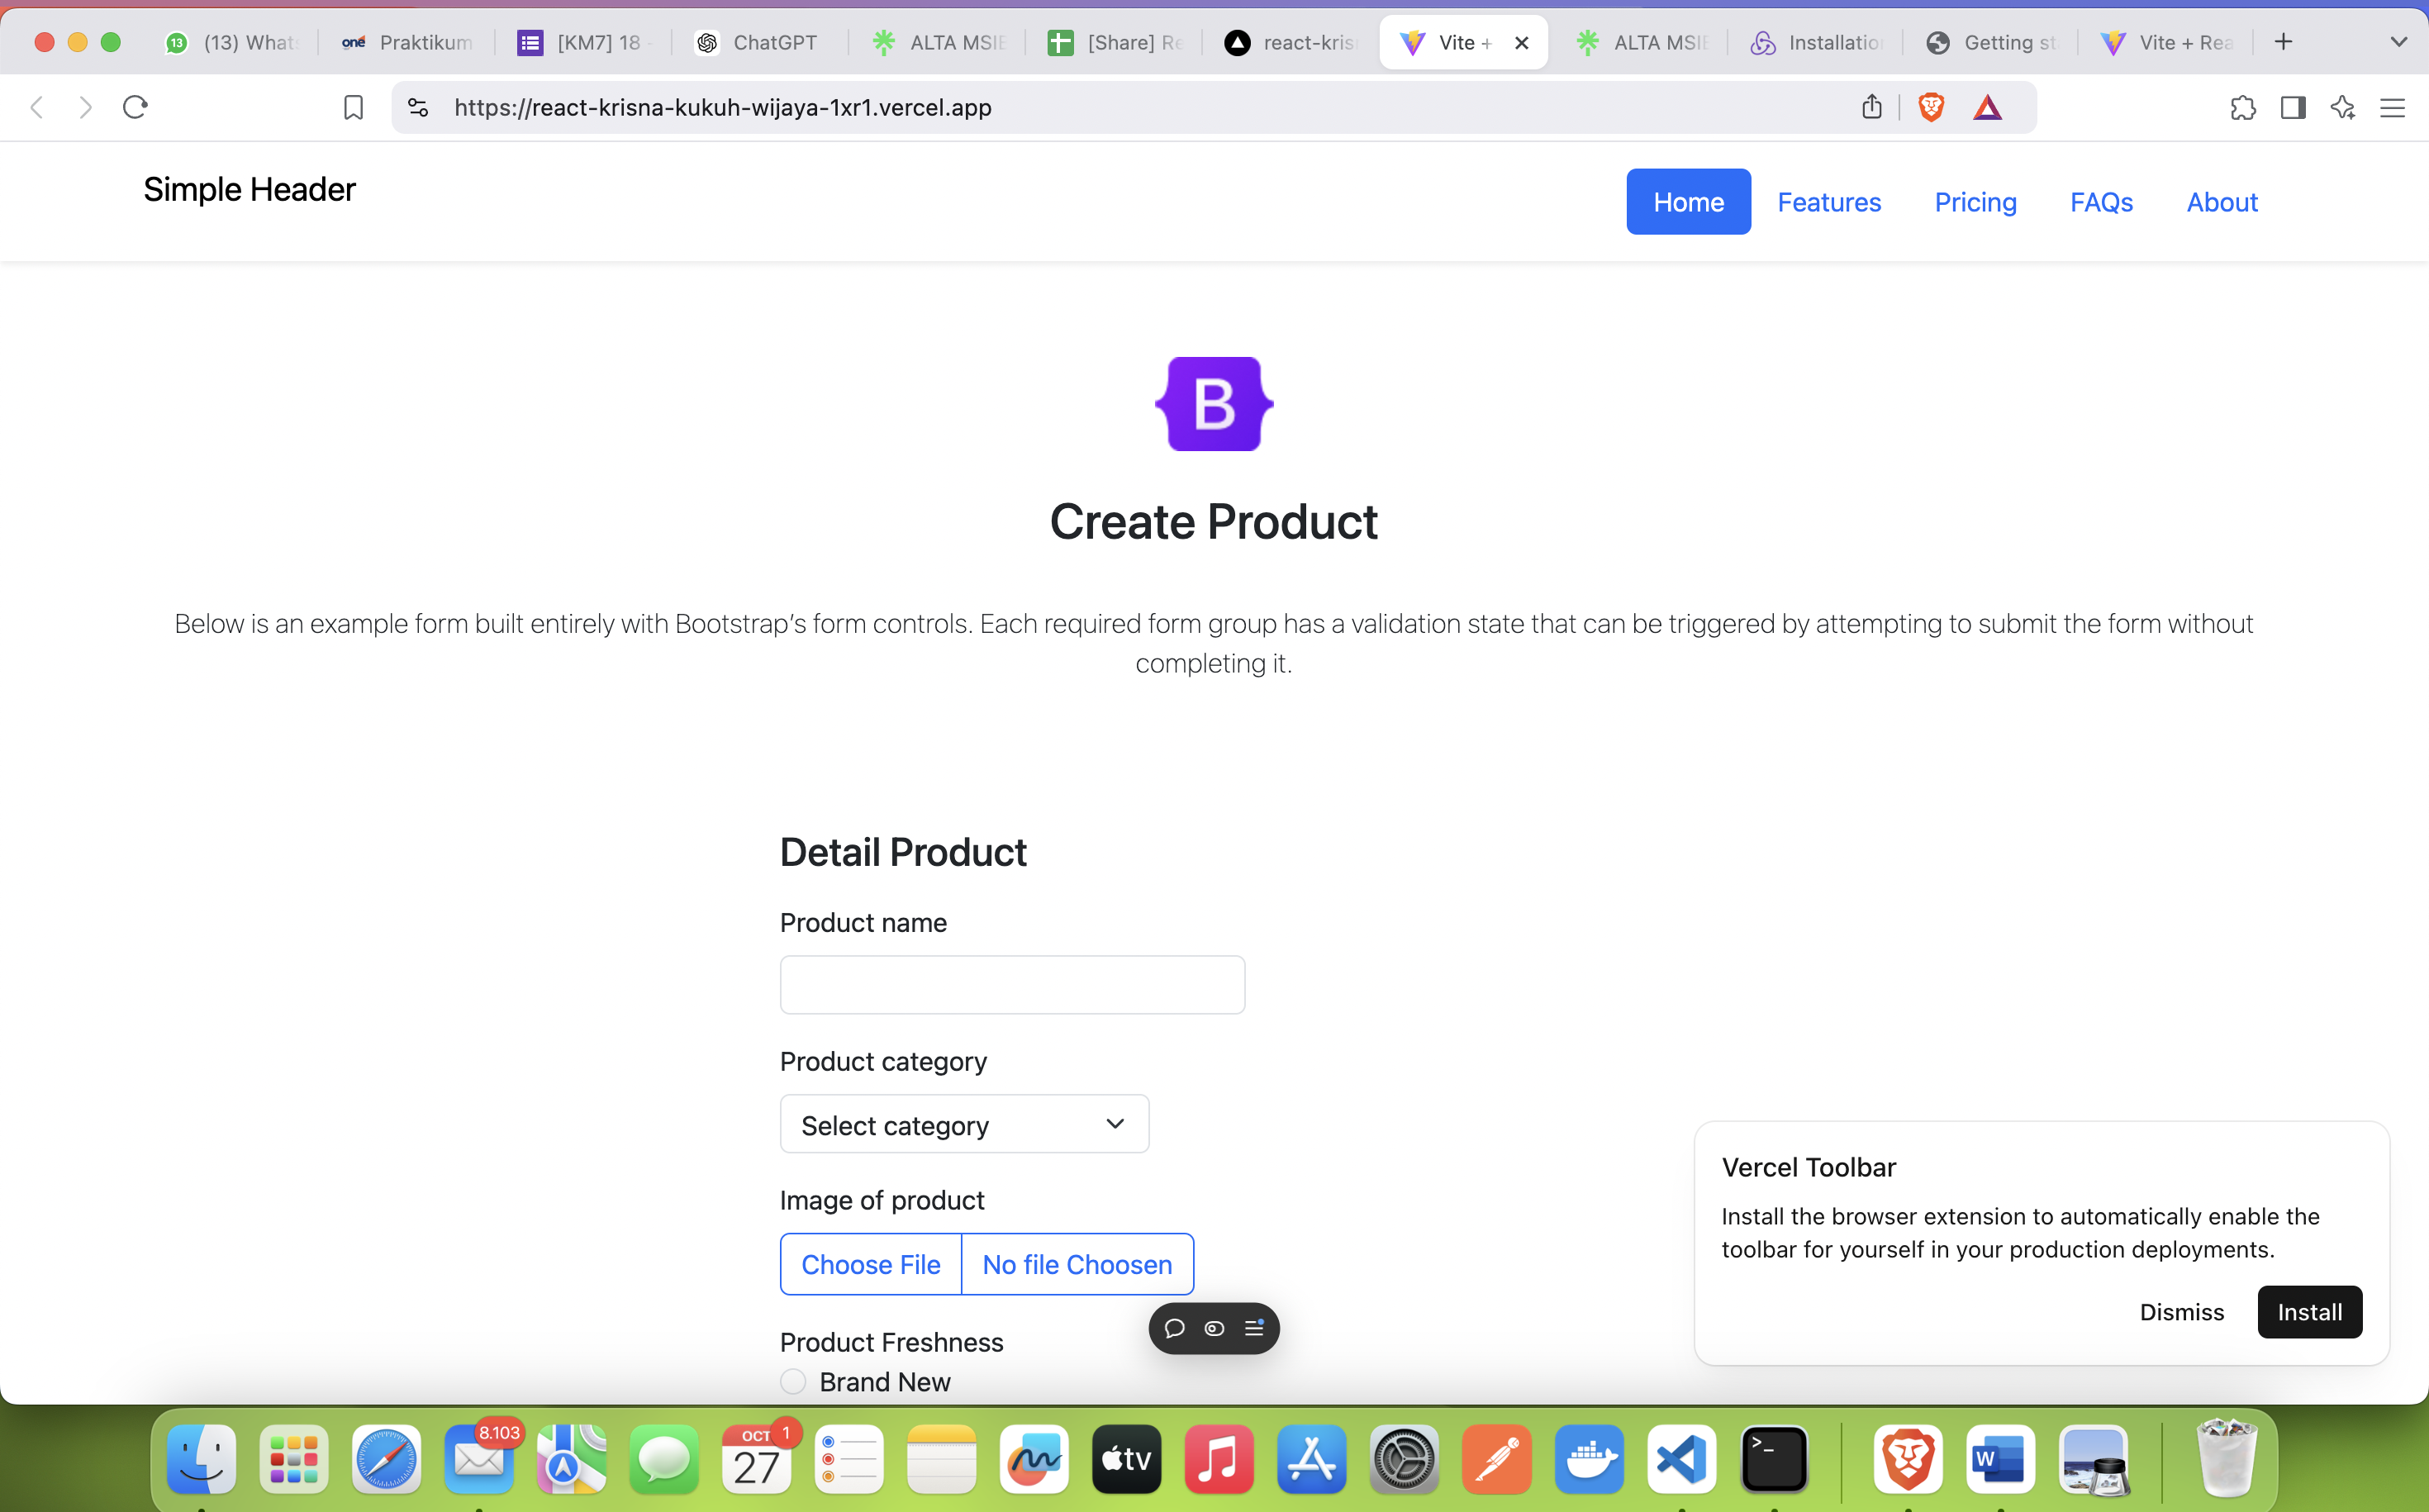 13 (13) What: one Praktikum [KM7] 18 - ChatGPT ALTA MSIB [Share] Re react-kris Vite + ALTA MSIB Installation Getting st Vite + Rea
https://react-krisna-kukuh-wijaya-1xr1.vercel.app
Simple Header Home Features Pricing FAQs About
B
Create Product
Below is an example form built entirely with Bootstrap’s form controls. Each required form group has a validation state that can be triggered by attempting to submit the form without
completing it.
Detail Product
Product name
Product category
Select category
Image of product
Choose File No file Choosen
Product Freshness
Brand New
Vercel Toolbar
Install the browser extension to automatically enable the
toolbar for yourself in your production deployments.
Dismiss Install
8.103
OCT 1
27
tv
>_
W